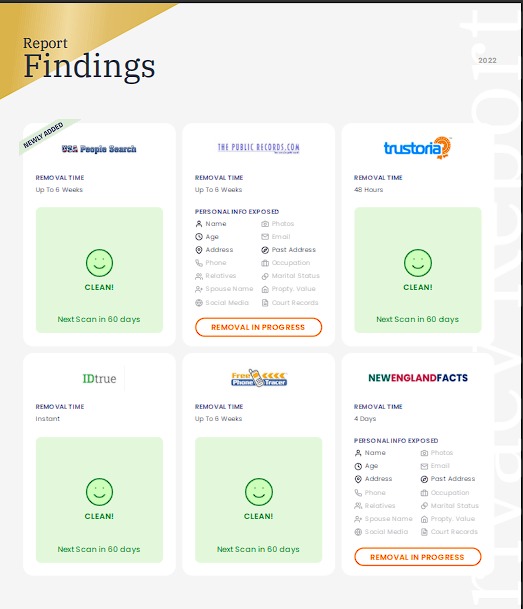 Report
Findings
2022
NEWLY ADDED
USA People Search
REMOVAL TIME
Up To 6 Weeks
CLEAN!
Next Scan in 60 days
THE PUBLIC RECORDS.COM
REMOVAL TIME
Up To 6 Weeks
PERSONAL INFO EXPOSED
Name
Photos
Age
Email
Address
Past Address
Phone
Occupation
Relatives
Marital Status
Spouse Name
Propty. Value
Social Media
Court Records
REMOVAL IN PROGRESS
trustoria
REMOVAL TIME
48 Hours
CLEAN!
Next Scan in 60 days
IDtrue
REMOVAL TIME
Instant
CLEAN!
Next Scan in 60 days
Free
Phone Tracer
REMOVAL TIME
Up To 6 Weeks
CLEAN!
Next Scan in 60 days
NEWENGLANDFACTS
REMOVAL TIME
4 Days
PERSONAL INFO EXPOSED
Name
Photos
Age
Email
Address
Past Address
Phone
Occupation
Relatives
Marital Status
Spouse Name
Propty. Value
Social Media
Court Records
REMOVAL IN PROGRESS
rivacy Report